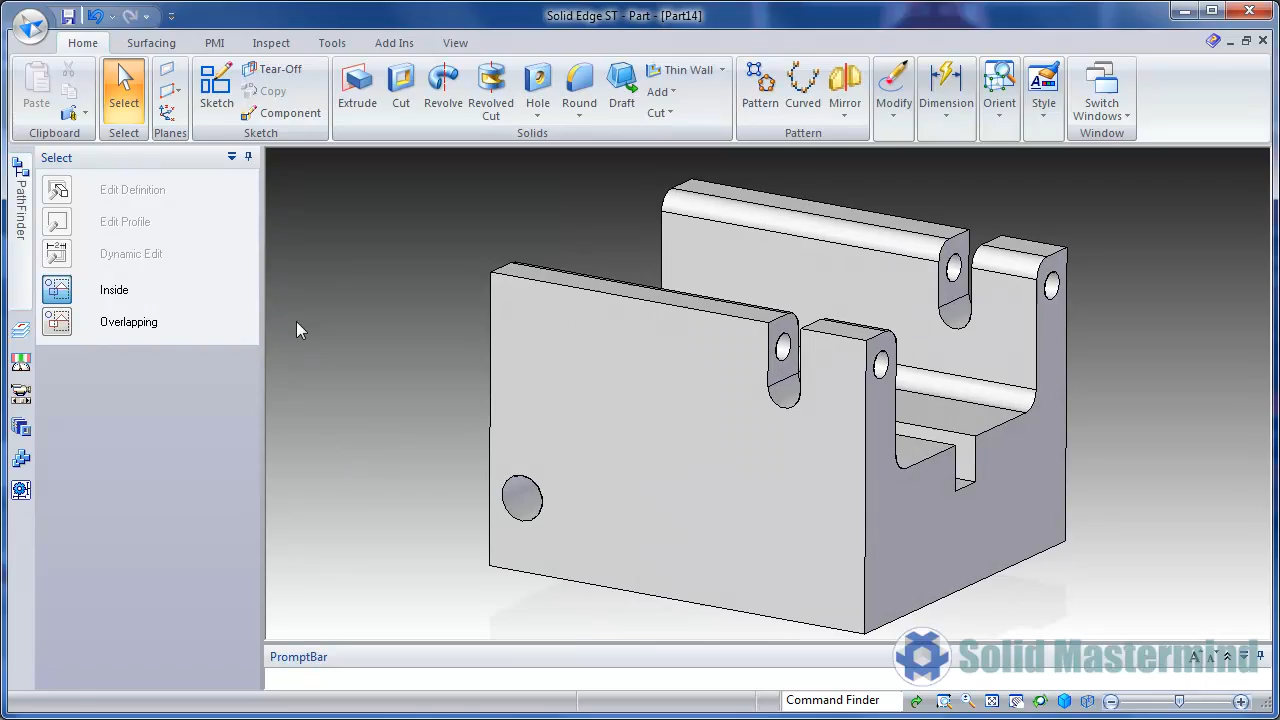 Solid Edge ST - Part - [Part14]
Home Surfacing PMI Inspect Tools Add Ins View
Paste
Clipboard
Select
Select
Planes
Sketch
Tear-Off
Copy
Component
Sketch
Extrude Cut Revolve Revolved Cut Hole Round Draft
Thin Wall
Add
Cut
Solids
Pattern Curved Mirror
Pattern
Modify
Dimension
Orient
Style
Switch Windows
Window
PathFinder
Select
Edit Definition
Edit Profile
Dynamic Edit
Inside
Overlapping
PromptBar
Solid Mastermind
Command Finder